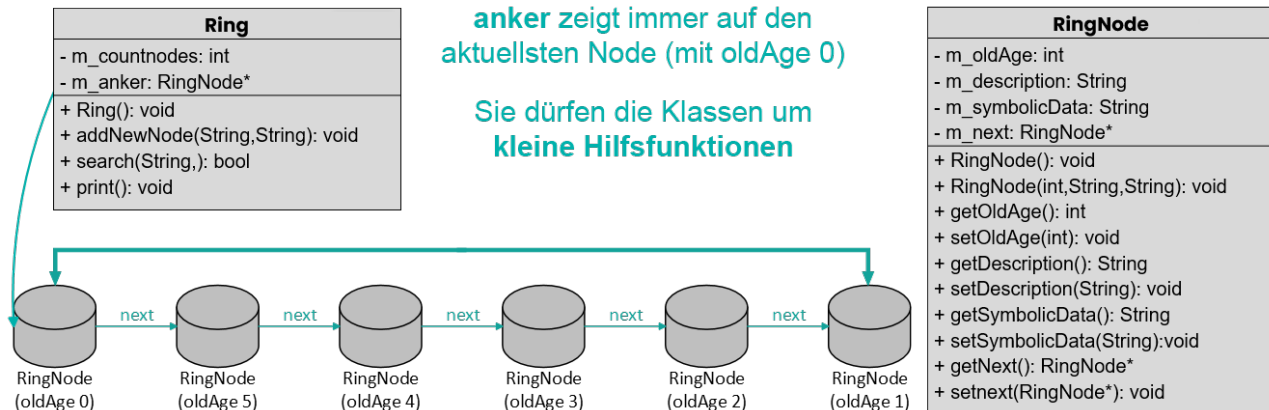 Ring
- m_countnodes: int
- m_anker: RingNode*
+ Ring(): void
+ addNewNode(String,String): void
+ search(String,): bool
+ print(): void
anker zeigt immer auf den
aktuellsten Node (mit oldAge 0)
Sie dürfen die Klassen um
kleine Hilfsfunktionen
RingNode
- m_oldAge: int
- m_description: String
- m_symbolicData: String
- m_next: RingNode*
+ RingNode(): void
+ RingNode(int,String,String): void
+ getOldAge(): int
+ setOldAge(int): void
+ getDescription(): String
+ setDescription(String): void
+ getSymbolicData(): String
+ setSymbolicData(String):void
+ getNext(): RingNode*
+ setnext(RingNode*): void
next
next
next
next
next
RingNode
(oldAge 0)
RingNode
(oldAge 5)
RingNode
(oldAge 4)
RingNode
(oldAge 3)
RingNode
(oldAge 2)
RingNode
(oldAge 1)